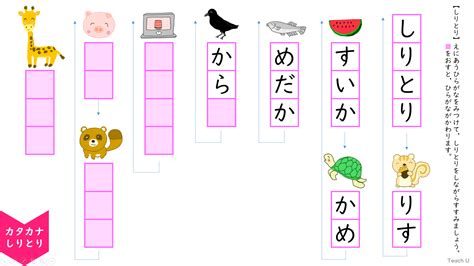 【しりとり】えにあうひらがなをみつけて、しりとりをしながらすすみましょう。
をおすと、ひらがながかわります。
しりとり
りす
すいか
かめ
めだか
から
カタカナ
しりとり
Teach U